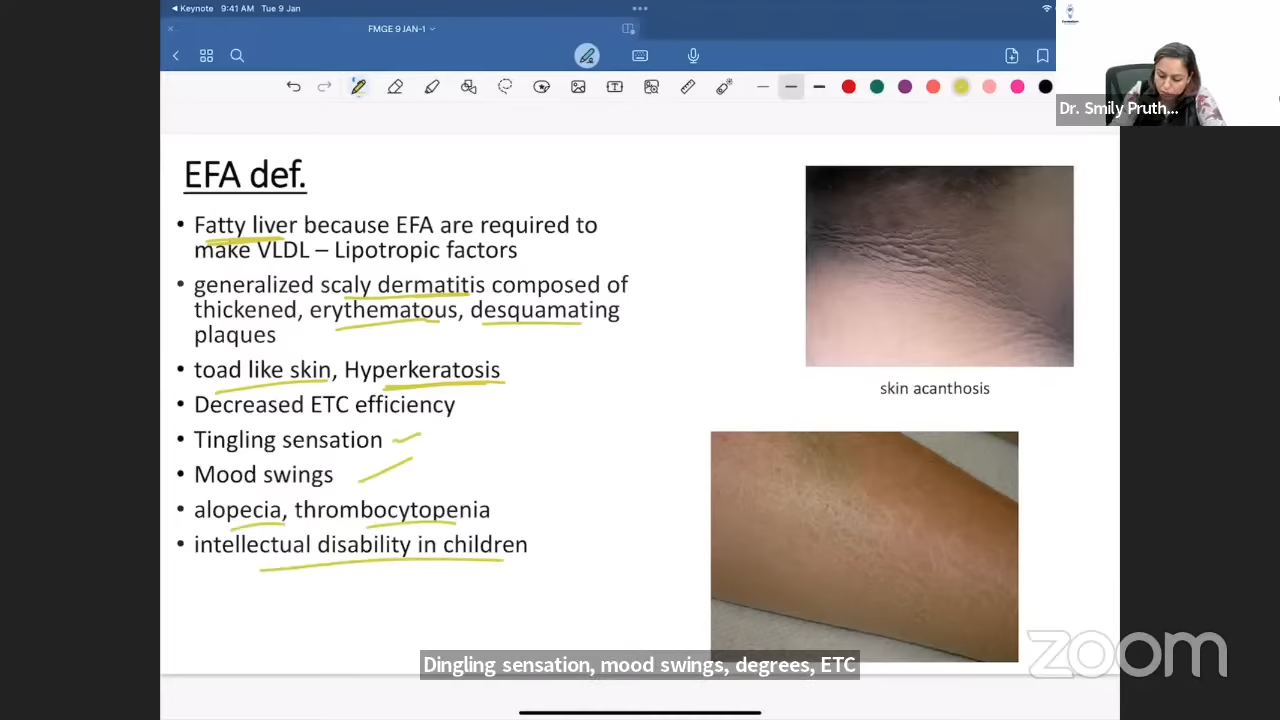 Keynote 9:41 AM Tue 9 Jan
FMGE 9 JAN-1
Dr. Smily Pruth...
EFA def.
• Fatty liver because EFA are required to
make VLDL – Lipotropic factors
• generalized scaly dermatitis composed of
thickened, erythematous, desquamating
plaques
• toad like skin, Hyperkeratosis
• Decreased ETC efficiency
• Tingling sensation
• Mood swings
• alopecia, thrombocytopenia
• intellectual disability in children
skin acanthosis
Dingling sensation, mood swings, degrees, ETC
zoom